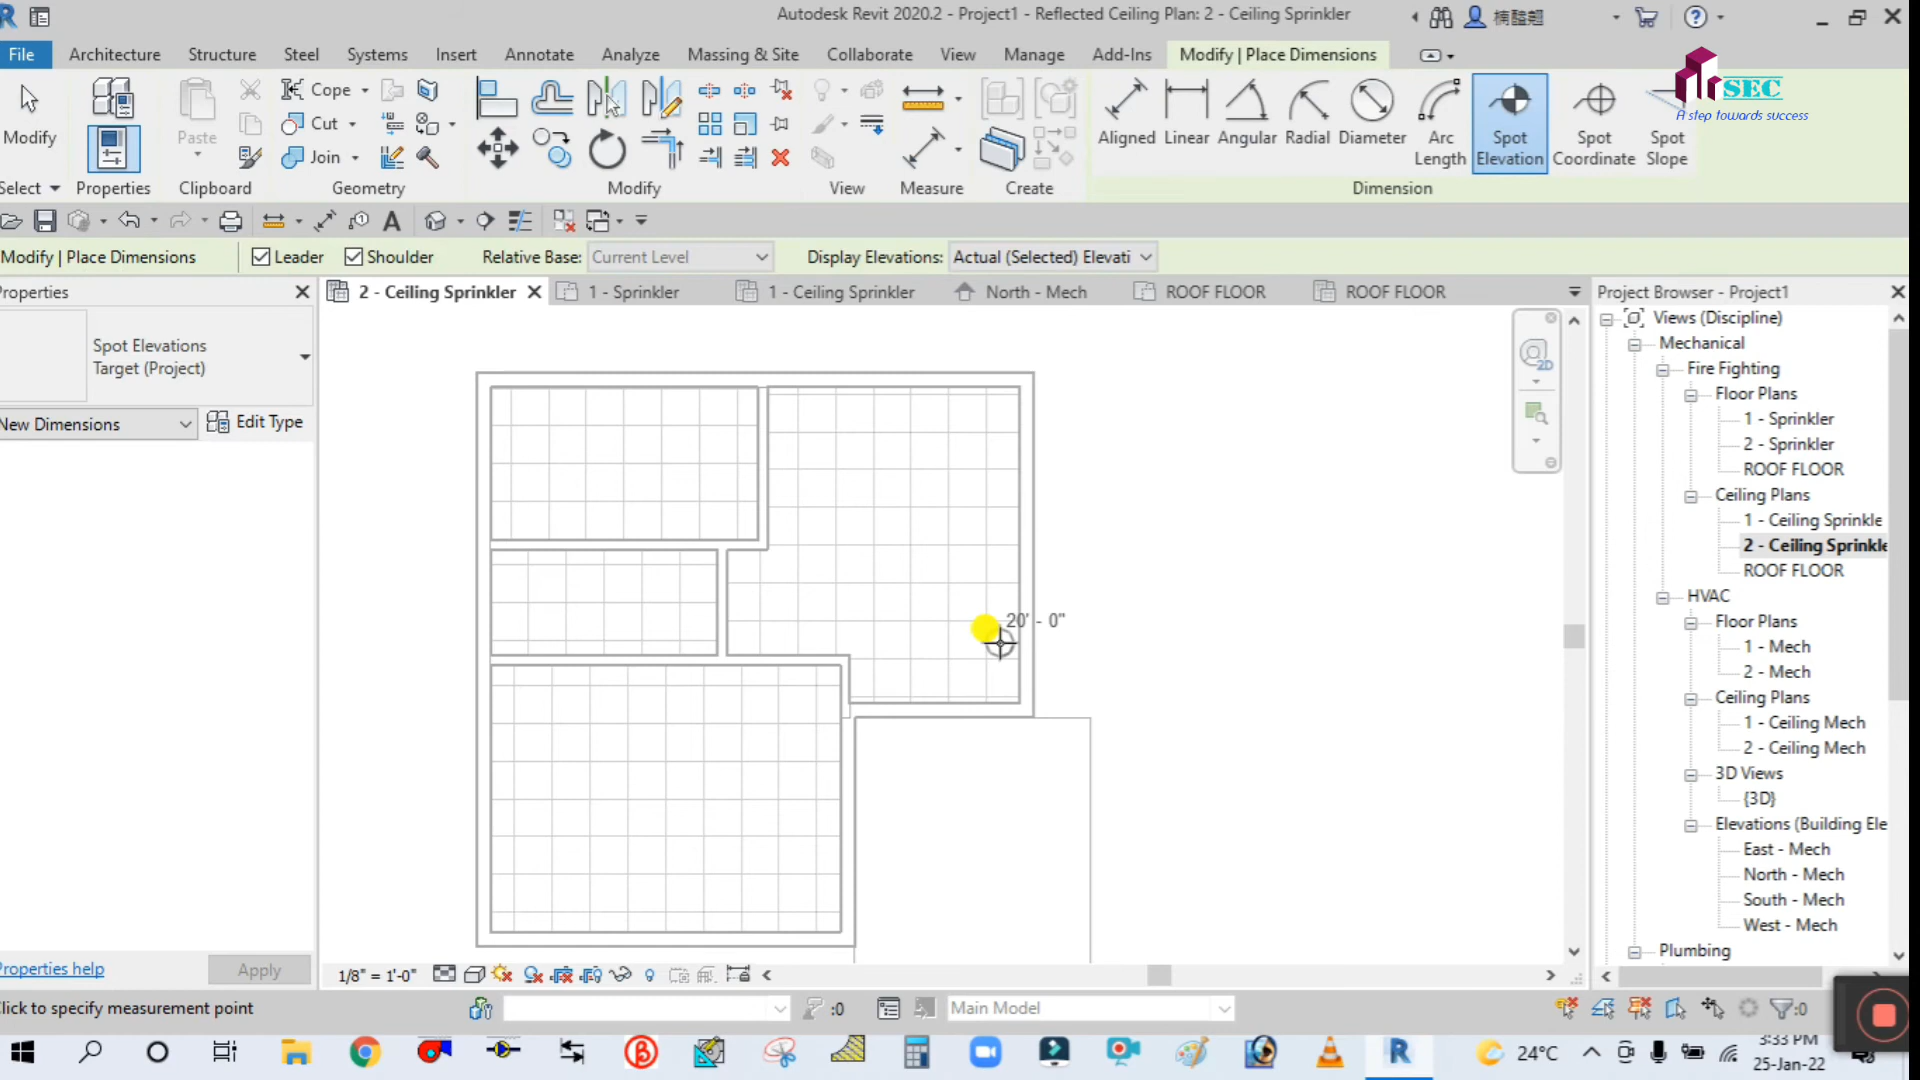 Autodesk Revit 2020.2 - Project1 - Reflected Ceiling Plan: 2 - Ceiling Sprinkler
File Architecture Structure Steel Systems Insert Annotate Analyze Massing & Site Collaborate View Manage Add-Ins Modify | Place Dimensions
SEC
A step towards success
Modify
Paste
Cope
Cut
Join
Aligned Linear Angular Radial Diameter Arc Length Spot Elevation Spot Coordinate Spot Slope
Select Properties Clipboard Geometry Modify View Measure Create Dimension
Modify | Place Dimensions Leader Shoulder Relative Base: Current Level Display Elevations: Actual (Selected) Elevati
Properties
2 - Ceiling Sprinkler 1 - Sprinkler 1 - Ceiling Sprinkler North - Mech ROOF FLOOR ROOF FLOOR
Project Browser - Project1
Spot Elevations
Target (Project)
New Dimensions Edit Type
2D
20' - 0"
Views (Discipline)
Mechanical
Fire Fighting
Floor Plans
1 - Sprinkler
2 - Sprinkler
ROOF FLOOR
Ceiling Plans
1 - Ceiling Sprinkle
2 - Ceiling Sprinkle
ROOF FLOOR
HVAC
Floor Plans
1 - Mech
2 - Mech
Ceiling Plans
1 - Ceiling Mech
2 - Ceiling Mech
3D Views
{3D}
Elevations (Building Ele
East - Mech
North - Mech
South - Mech
West - Mech
Plumbing
Properties help Apply
1/8" = 1'-0"
Click to specify measurement point
:0
Main Model
:0
24°C
3:33 PM
25-Jan-22